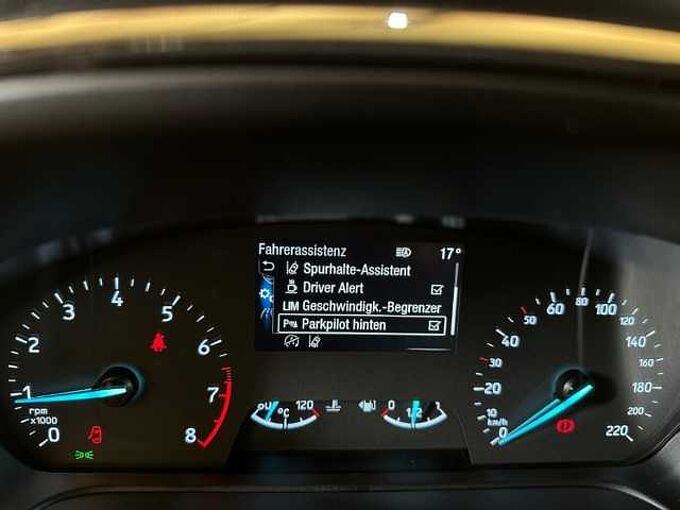 Fahrerassistenz 17°
Spurhalte-Assistent
Driver Alert
LIM Geschwindigk.-Begrenzer
Parkpilot hinten
0 1 2 3 4 5 6 7 8
rpm
x1000
120
°C
0 1/2
0 10 20 30 40 50 60 80 100 120 140 160 180 200 220
km/h